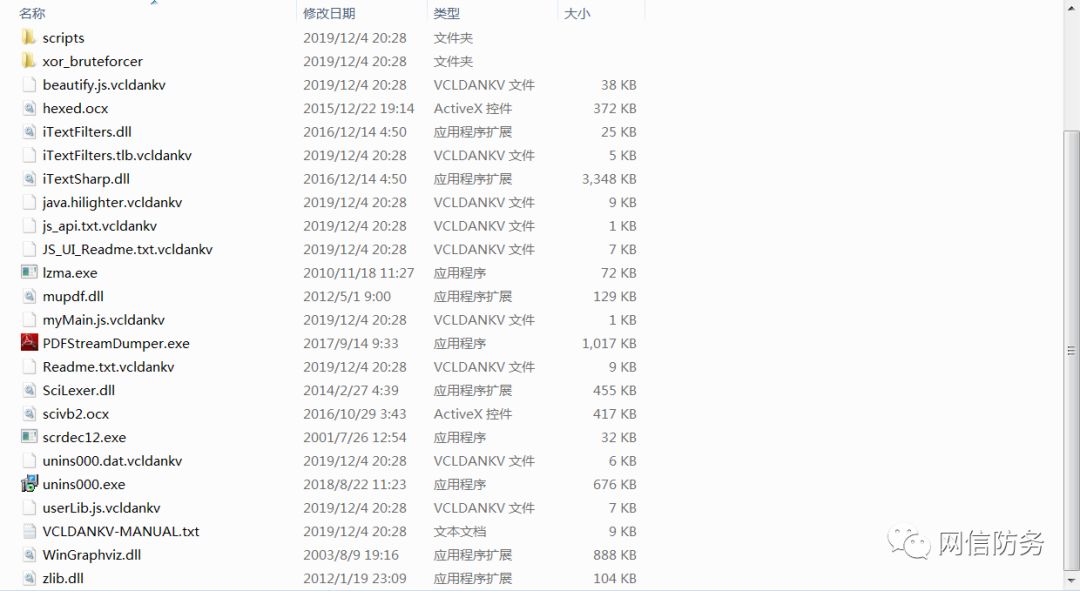 名称 修改日期 类型 大小
scripts 2019/12/4 20:28 文件夹
xor_bruteforcer 2019/12/4 20:28 文件夹
beautify.js.vcldankv 2019/12/4 20:28 VCLDANKV 文件 38 KB
hexed.ocx 2015/12/22 19:14 ActiveX 控件 372 KB
iTextFilters.dll 2016/12/14 4:50 应用程序扩展 25 KB
iTextFilters.tlb.vcldankv 2019/12/4 20:28 VCLDANKV 文件 5 KB
iTextSharp.dll 2016/12/14 4:50 应用程序扩展 3,348 KB
java.hilighter.vcldankv 2019/12/4 20:28 VCLDANKV 文件 9 KB
js_api.txt.vcldankv 2019/12/4 20:28 VCLDANKV 文件 1 KB
JS_UI_Readme.txt.vcldankv 2019/12/4 20:28 VCLDANKV 文件 7 KB
lzma.exe 2010/11/18 11:27 应用程序 72 KB
mupdf.dll 2012/5/1 9:00 应用程序扩展 129 KB
myMain.js.vcldankv 2019/12/4 20:28 VCLDANKV 文件 1 KB
PDFStreamDumper.exe 2017/9/14 9:33 应用程序 1,017 KB
Readme.txt.vcldankv 2019/12/4 20:28 VCLDANKV 文件 9 KB
SciLexer.dll 2014/2/27 4:39 应用程序扩展 455 KB
scivb2.ocx 2016/10/29 3:43 ActiveX 控件 417 KB
scrdec12.exe 2001/7/26 12:54 应用程序 32 KB
unins000.dat.vcldankv 2019/12/4 20:28 VCLDANKV 文件 6 KB
unins000.exe 2018/8/22 11:23 应用程序 676 KB
userLib.js.vcldankv 2019/12/4 20:28 VCLDANKV 文件 7 KB
VCLDANKV-MANUAL.txt 2019/12/4 20:28 文本文档 9 KB
WinGraphviz.dll 2003/8/9 19:16 应用程序扩展 888 KB
zlib.dll 2012/1/19 23:09 应用程序扩展 104 KB
网信防务